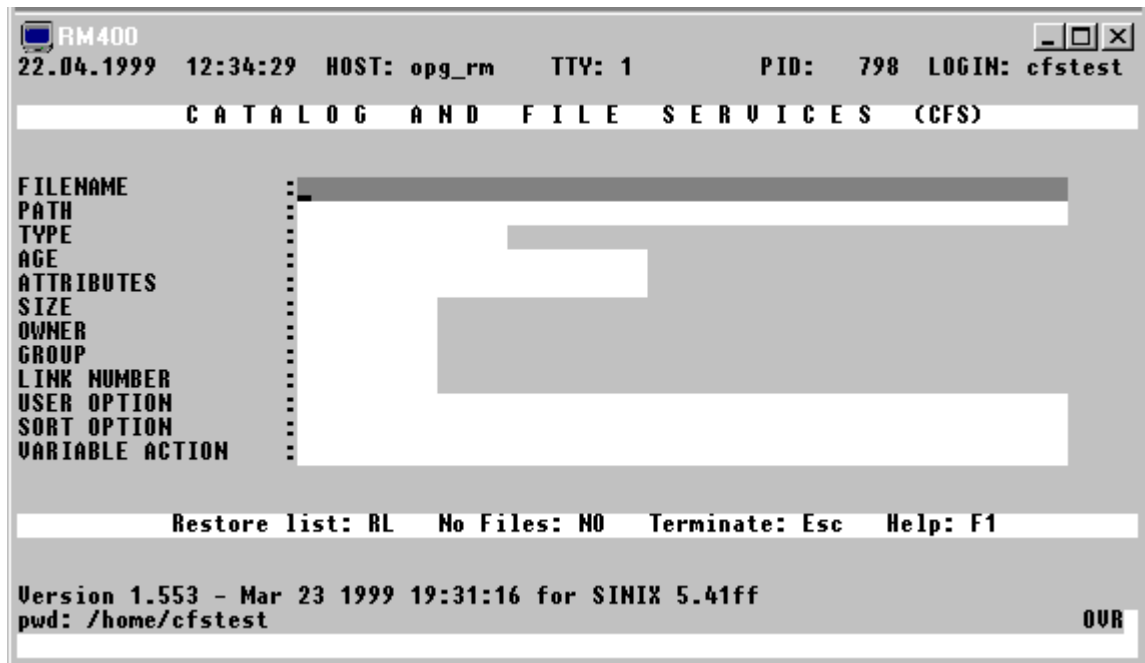 RM400
22.04.1999 12:34:29 HOST: opg_rm TTY: 1 PID: 798 LOGIN: cfstest
C A T A L O G A N D F I L E S E R V I C E S (CFS)
FILENAME :
PATH :
TYPE :
AGE :
ATTRIBUTES :
SIZE :
OWNER :
GROUP :
LINK NUMBER :
USER OPTION :
SORT OPTION :
VARIABLE ACTION :
Restore list: RL No Files: NO Terminate: Esc Help: F1
Version 1.553 - Mar 23 1999 19:31:16 for SINIX 5.41ff
pwd: /home/cfstest OVR